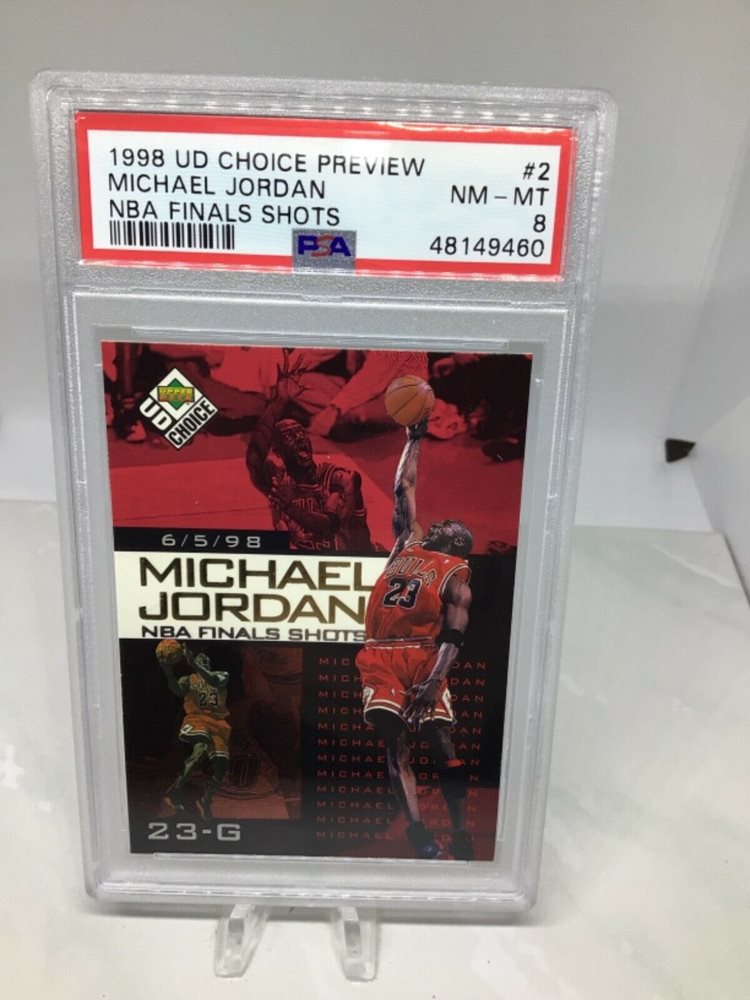 1998 UD CHOICE PREVIEW #2
MICHAEL JORDAN NM - MT
NBA FINALS SHOTS 8
PSA 48149460
UPPER DECK
UD CHOICE
6/5/98
MICHAEL
JORDAN
NBA FINALS SHOTS
BULLS
23
23
23-G